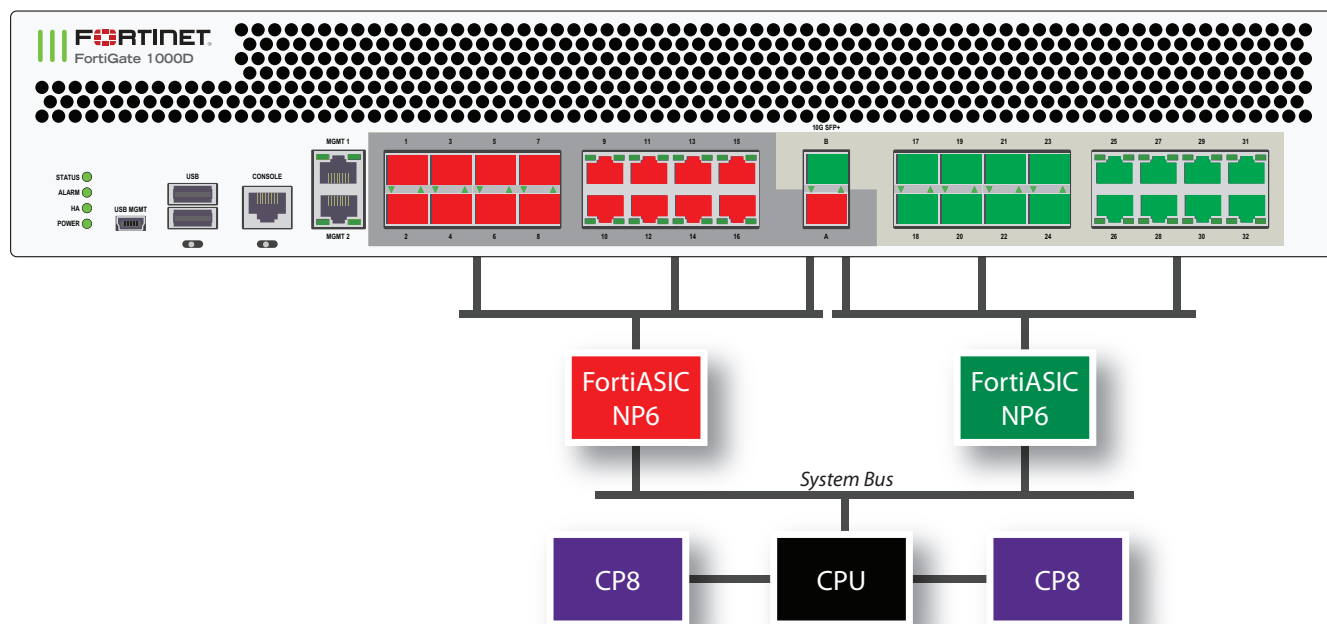 FORTINET
FortiGate 1000D
10G SFP+
MGMT 1 1 3 5 7 9 11 13 15 B 17 19 21 23 25 27 29 31
STATUS
ALARM
HA
POWER
USB MGMT
USB
CONSOLE
MGMT 2 2 4 6 8 10 12 14 16 A 18 20 22 24 26 28 30 32
FortiASIC
NP6
FortiASIC
NP6
System Bus
CP8
CPU
CP8